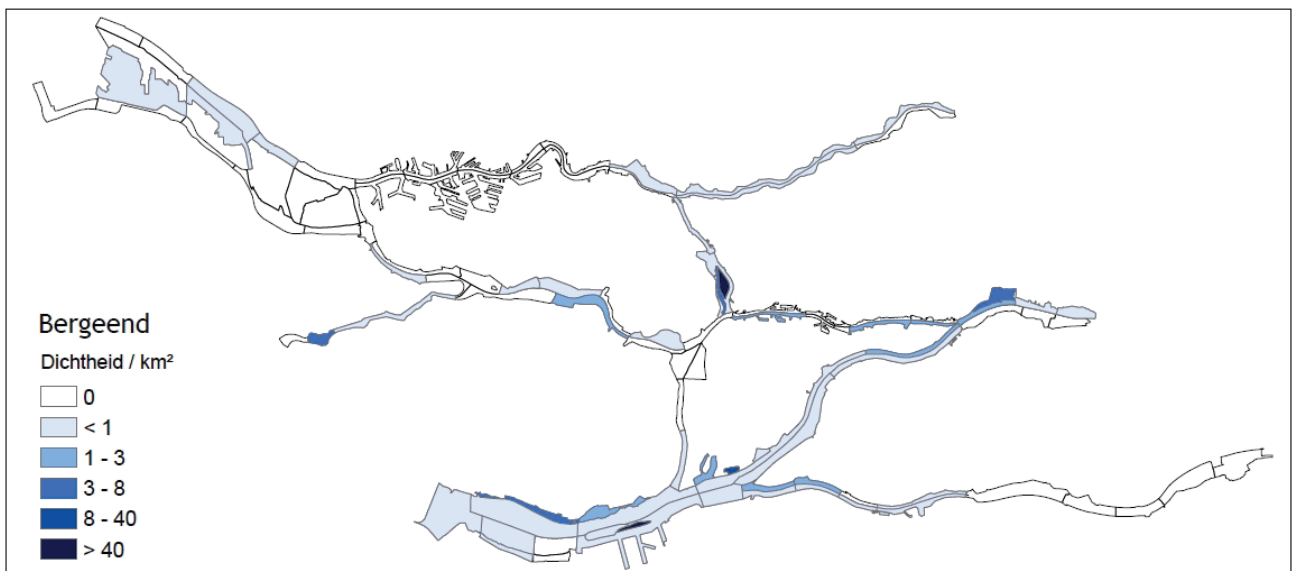 Bergeend
Dichtheid / km²
0
< 1
1 - 3
3 - 8
8 - 40
> 40